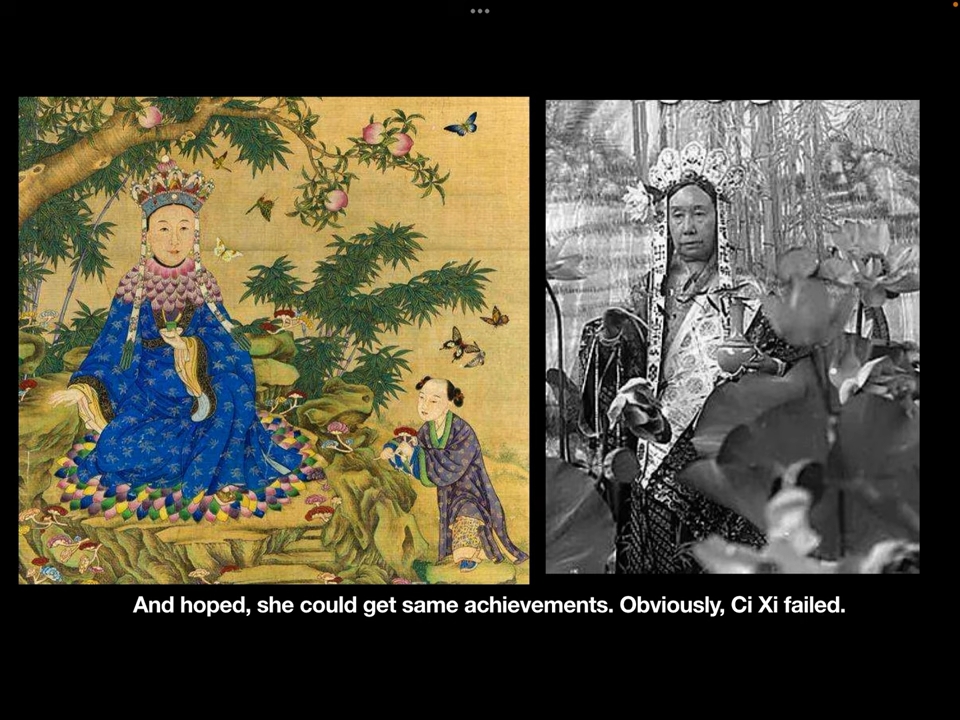 And hoped, she could get same achievements. Obviously, Ci Xi failed.